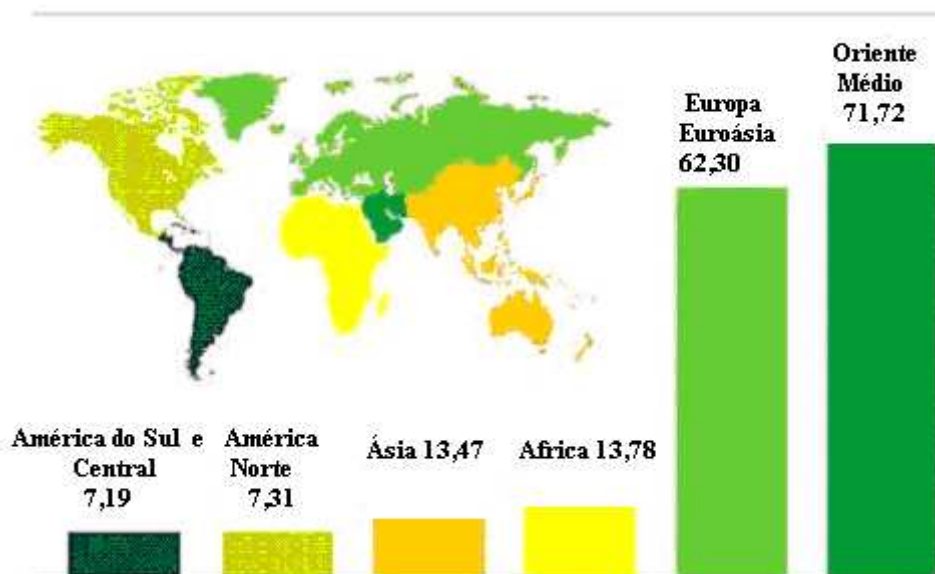 Oriente
Médio
71,72
Europa
Euroásia
62,30
América do Sul e
Central
7,19
América
Norte
7,31
Ásia 13,47
Africa 13,78